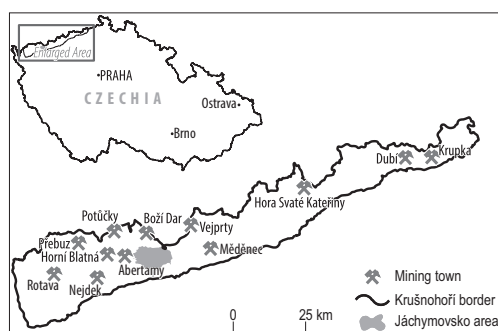 Enlarged Area
PRAHA
CZECHIA
Ostrava
Brno
Dubí
Krupka
Hora Svaté Kateřiny
Potůčky
Boží Dar
Vejprty
Přebuz
Horní Blatná
Měděnec
Abertamy
Rotava
Nejdek
Mining town
Krušnohoří border
0 25 km
Jáchymovsko area